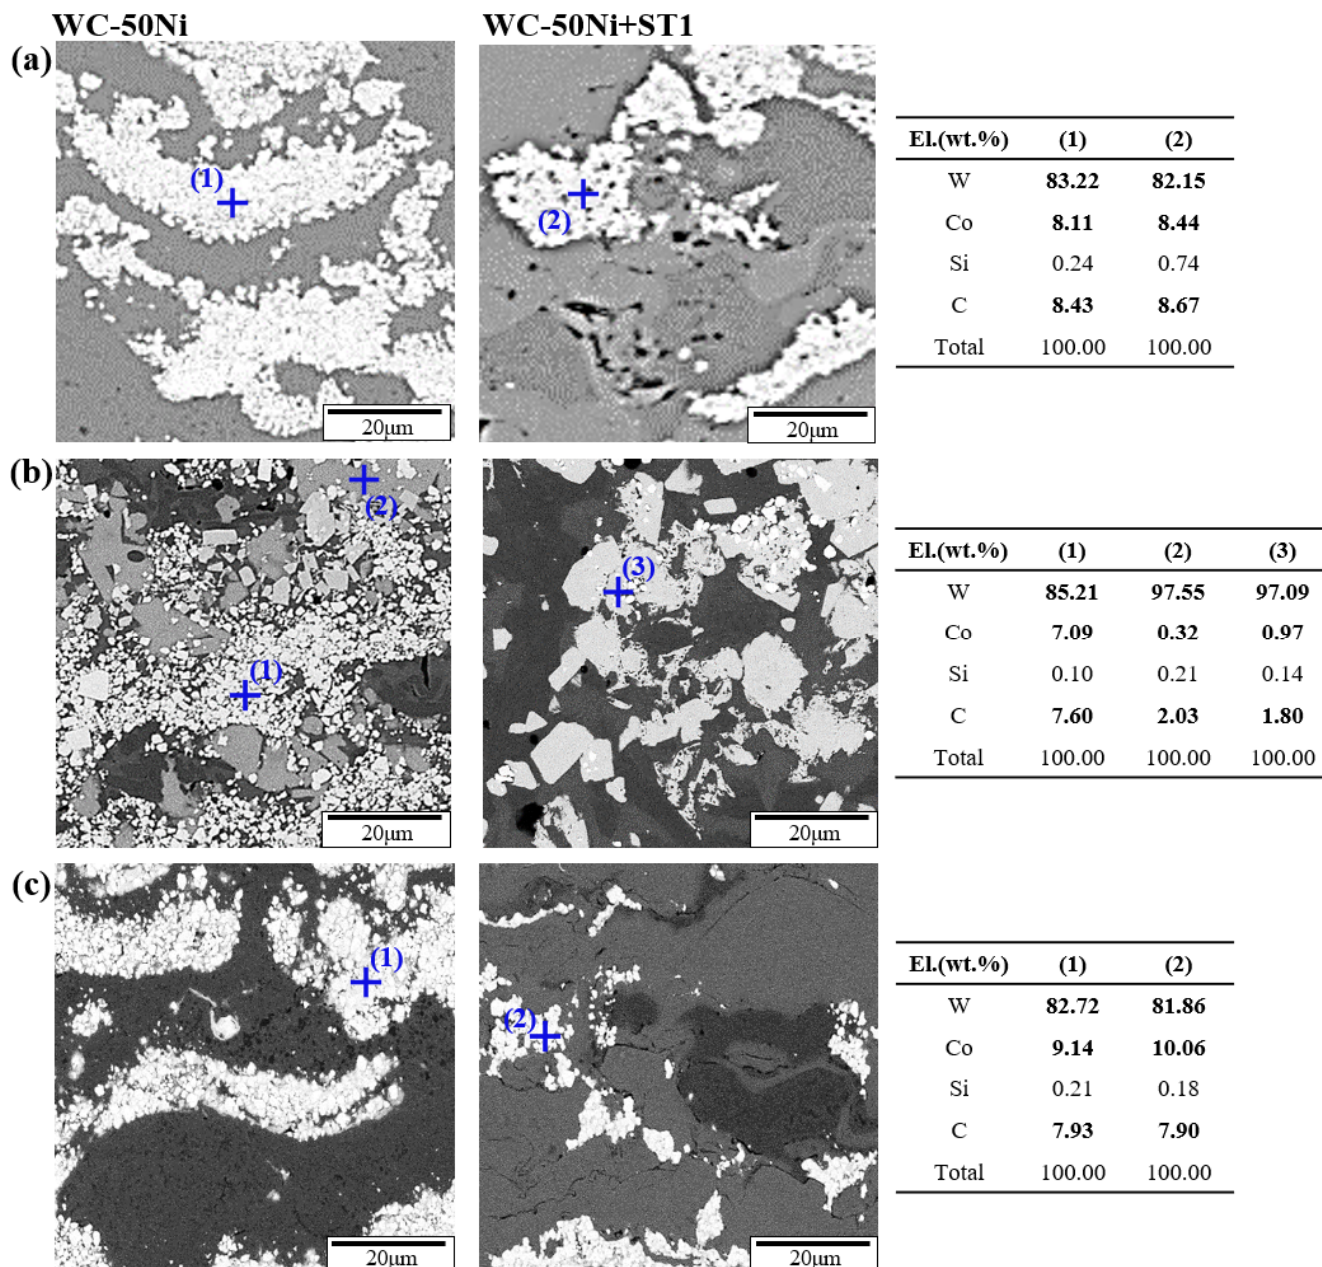 WC-50Ni WC-50Ni+ST1
(a)
(1)
(2)
20μm
20μm
El.(wt.%) (1) (2)
W 83.22 82.15
Co 8.11 8.44
Si 0.24 0.74
C 8.43 8.67
Total 100.00 100.00
(b)
(2)
(1)
(3)
20μm
20μm
El.(wt.%) (1) (2) (3)
W 85.21 97.55 97.09
Co 7.09 0.32 0.97
Si 0.10 0.21 0.14
C 7.60 2.03 1.80
Total 100.00 100.00 100.00
(c)
(1)
(2)
20μm
20μm
El.(wt.%) (1) (2)
W 82.72 81.86
Co 9.14 10.06
Si 0.21 0.18
C 7.93 7.90
Total 100.00 100.00